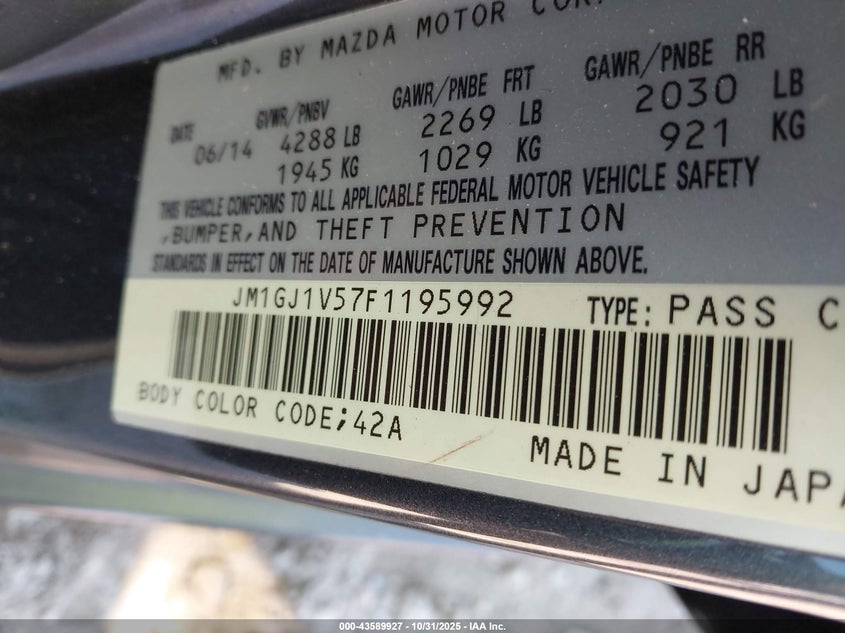 MFD. BY MAZDA MOTOR COR
DATE GVWR/PNBV GAWR/PNBE FRT GAWR/PNBE RR
06/14 4288 LB 2269 LB 2030 LB
1945 KG 1029 KG 921 KG
THIS VEHICLE CONFORMS TO ALL APPLICABLE FEDERAL MOTOR VEHICLE SAFETY
,BUMPER,AND THEFT PREVENTION
STANDARDS IN EFFECT ON THE DATE OF MANUFACTURE SHOWN ABOVE.
JM1GJ1V57F1195992 TYPE: PASS C
BODY COLOR CODE;42A
MADE IN JAPA
000-43589927 - 10/31/2025 - IAA Inc.